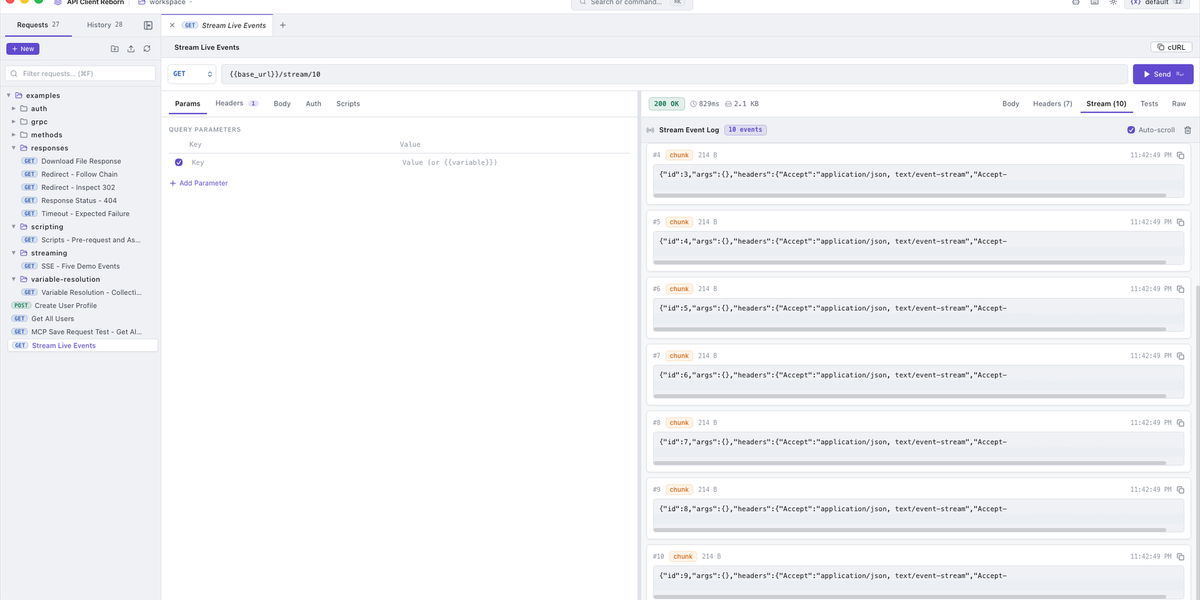 API Client Reborn
workspace
Search or command...
{x} default 12
Requests 27
History 28
GET Stream Live Events
+ New
Stream Live Events
cURL
Filter requests... (⌘F)
GET
{{base_url}}/stream/10
Send
examples
auth
grpc
methods
responses
GET Download File Response
GET Redirect - Follow Chain
GET Redirect - Inspect 302
GET Response Status - 404
GET Timeout - Expected Failure
scripting
GET Scripts - Pre-request and As...
streaming
GET SSE - Five Demo Events
variable-resolution
GET Variable Resolution - Collecti...
POST Create User Profile
GET Get All Users
GET MCP Save Request Test - Get Al...
GET Stream Live Events
Params
Headers 1
Body
Auth
Scripts
QUERY PARAMETERS
Key
Value
Key
Value (or {{variable}})
+ Add Parameter
200 OK
829ms
2.1 KB
Body
Headers (7)
Stream (10)
Tests
Raw
Stream Event Log
10 events
Auto-scroll
#4 chunk 214 B 11:42:49 PM
{"id":3,"args":{},"headers":{"Accept":"application/json, text/event-stream","Accept-
#5 chunk 214 B 11:42:49 PM
{"id":4,"args":{},"headers":{"Accept":"application/json, text/event-stream","Accept-
#6 chunk 214 B 11:42:49 PM
{"id":5,"args":{},"headers":{"Accept":"application/json, text/event-stream","Accept-
#7 chunk 214 B 11:42:49 PM
{"id":6,"args":{},"headers":{"Accept":"application/json, text/event-stream","Accept-
#8 chunk 214 B 11:42:49 PM
{"id":7,"args":{},"headers":{"Accept":"application/json, text/event-stream","Accept-
#9 chunk 214 B 11:42:49 PM
{"id":8,"args":{},"headers":{"Accept":"application/json, text/event-stream","Accept-
#10 chunk 214 B 11:42:49 PM
{"id":9,"args":{},"headers":{"Accept":"application/json, text/event-stream","Accept-